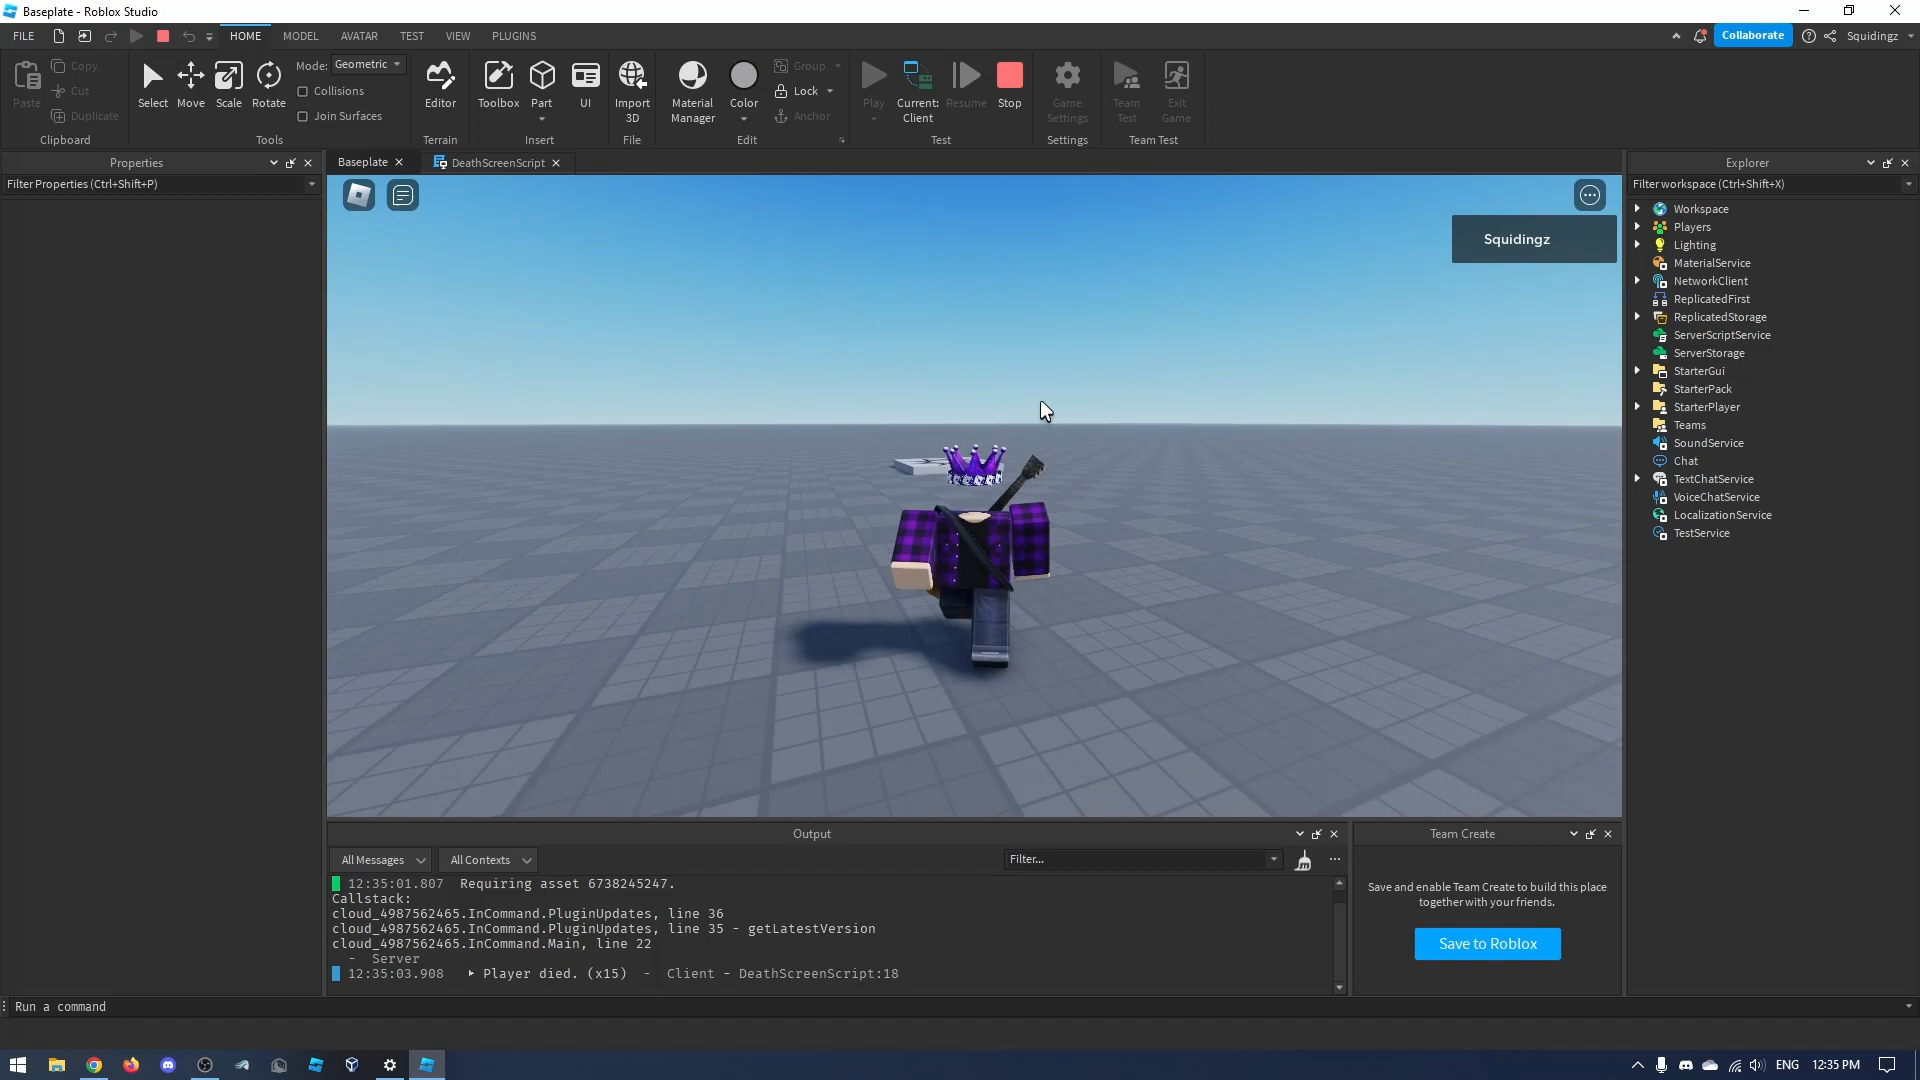 Baseplate - Roblox Studio
FILE HOME MODEL AVATAR TEST VIEW PLUGINS Collaborate Squidingz
Paste Copy Cut Duplicate
Clipboard
Select Move Scale Rotate
Mode: Geometric
Collisions
Join Surfaces
Tools
Editor
Terrain
Toolbox Part UI
Insert
Import
3D
File
Material
Manager
Color
Group
Lock
Anchor
Edit
Play
Current:
Client
Resume
Stop
Test
Game
Settings
Settings
Team
Test
Exit
Game
Team Test
Properties
Filter Properties (Ctrl+Shift+P)
Baseplate
DeathScreenScript
Squidingz
Explorer
Filter workspace (Ctrl+Shift+X)
Workspace
Players
Lighting
MaterialService
NetworkClient
ReplicatedFirst
ReplicatedStorage
ServerScriptService
ServerStorage
StarterGui
StarterPack
StarterPlayer
Teams
SoundService
Chat
TextChatService
VoiceChatService
LocalizationService
TestService
Output
All Messages All Contexts Filter...
12:35:01.807 Requiring asset 6738245247.
Callstack:
cloud_4987562465.InCommand.PluginUpdates, line 36
cloud_4987562465.InCommand.PluginUpdates, line 35 - getLatestVersion
cloud_4987562465.InCommand.Main, line 22
- Server
12:35:03.908 Player died. (x15) - Client - DeathScreenScript:18
Team Create
Save and enable Team Create to build this place
together with your friends.
Save to Roblox
Run a command
ENG 12:35 PM